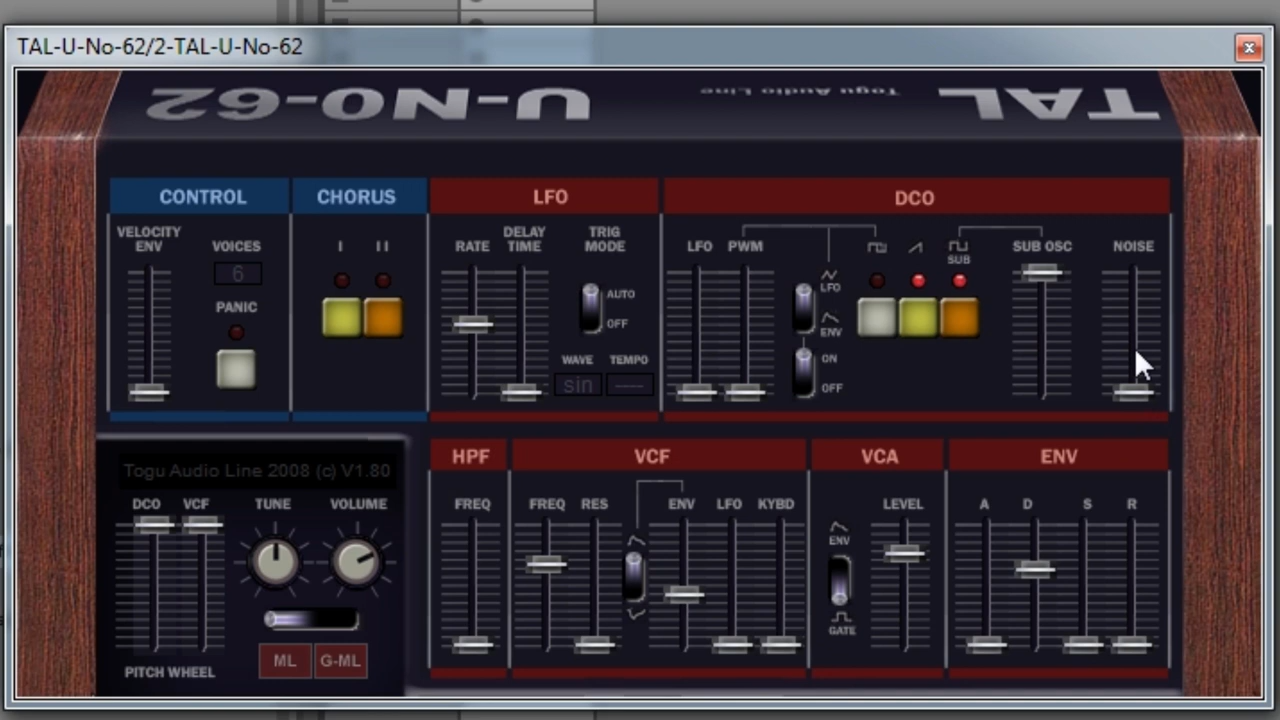 TAL-U-No-62/2-TAL-U-No-62
U-NO-62
Togu Audio Line
TAL
CONTROL
CHORUS
LFO
DCO
VELOCITY
ENV
VOICES
6
PANIC
I
II
RATE
DELAY
TIME
TRIG
MODE
AUTO
OFF
WAVE
TEMPO
sin
---
LFO
PWM
LFO
ENV
ON
OFF
SUB
SUB OSC
NOISE
Togu Audio Line 2008 (c) V1.80
DCO
VCF
TUNE
VOLUME
PITCH WHEEL
ML
G-ML
HPF
VCF
VCA
ENV
FREQ
FREQ
RES
ENV
LFO
KYBD
ENV
GATE
LEVEL
A
D
S
R